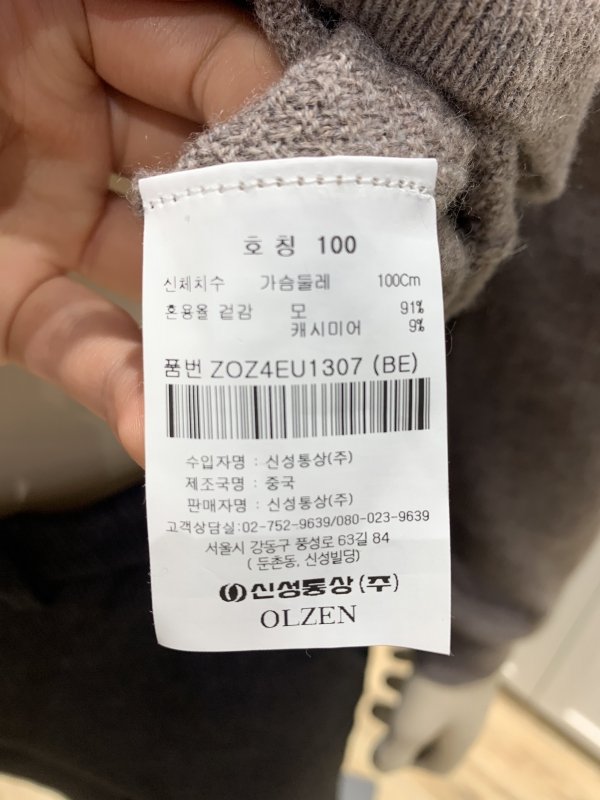 호 칭 100
신체치수 가슴둘레 100Cm
혼용율 겉감 모 91%
캐시미어 9%
품번 ZOZ4EU1307 (BE)
수입자명 : 신성통상(주)
제조국명 : 중국
판매자명 : 신성통상(주)
고객상담실:02-752-9639/080-023-9639
서울시 강동구 풍성로 63길 84
( 둔촌동, 신성빌딩)
신성통상(주)
OLZEN